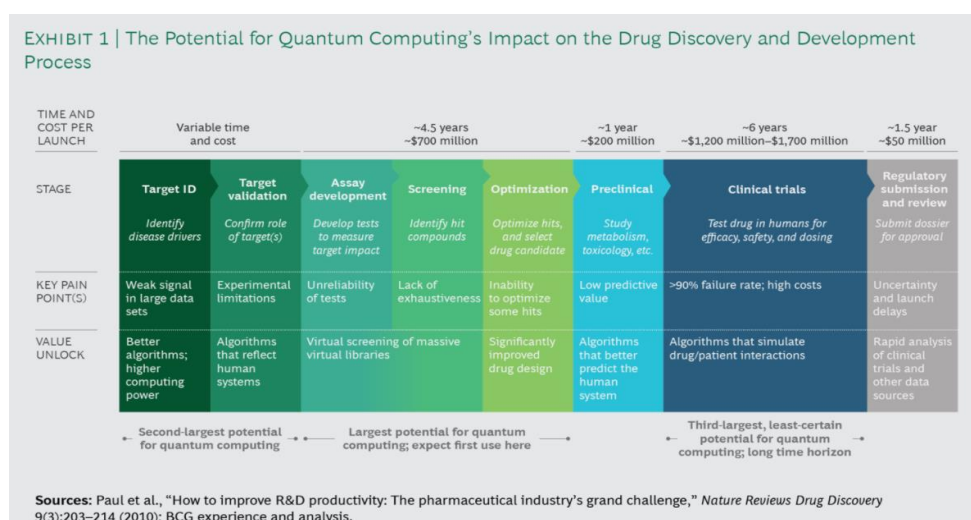 EXHIBIT 1 | The Potential for Quantum Computing's Impact on the Drug Discovery and Development
Process
TIME AND
COST PER
LAUNCH
Variable time
and cost
~4.5 years
~$700 million
~1 year
~$200 million
~6 years
~$1,200 million–$1,700 million
~1.5 year
~$50 million
STAGE
Target ID
Identify
disease drivers
Target
validation
Confirm role
of target(s)
Assay
development
Develop tests
to measure
target impact
Screening
Identify hit
compounds
Optimization
Optimize hits,
and select
drug candidate
Preclinical
Study
metabolism,
toxicology, etc.
Clinical trials
Test drug in humans for
efficacy, safety, and dosing
Regulatory
submission
and review
Submit dossier
for approval
KEY PAIN
POINT(S)
Weak signal
in large data
sets
Experimental
limitations
Unreliability
of tests
Lack of
exhaustiveness
Inability
to optimize
some hits
Low predictive
value
>90% failure rate; high costs
Uncertainty
and launch
delays
VALUE
UNLOCK
Better
algorithms;
higher
computing
power
Algorithms
that reflect
human
systems
Virtual screening of massive
virtual libraries
Significantly
improved
drug design
Algorithms
that better
predict the
human
system
Algorithms that simulate
drug/patient interactions
Rapid analysis
of clinical
trials and
other data
sources
Second-largest potential
for quantum computing
Largest potential for quantum
computing; expect first use here
Third-largest, least-certain
potential for quantum
computing; long time horizon
Sources: Paul et al., "How to improve R&D productivity: The pharmaceutical industry's grand challenge," Nature Reviews Drug Discovery
9(3):203–214 (2010); BCG experience and analysis.